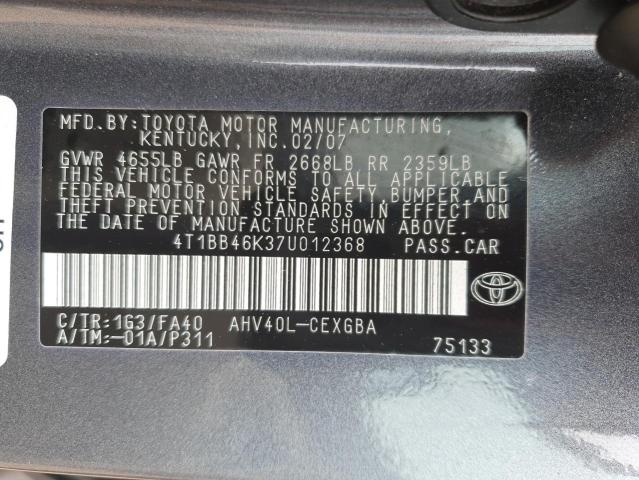 MFD.BY:TOYOTA MOTOR MANUFACTURING,
KENTUCKY,INC.02/07
GVWR 4655LB GAWR FR 2668LB RR 2359LB
THIS VEHICLE CONFORMS TO ALL APPLICABLE
FEDERAL MOTOR VEHICLE SAFETY,BUMPER,AND
THEFT PREVENTION STANDARDS IN EFFECT ON
THE DATE OF MANUFACTURE SHOWN ABOVE.
4T1BB46K37U012368 PASS.CAR
C/TR:1G3/FA40 AHV40L-CEXGBA
A/TM:-01A/P311 75133